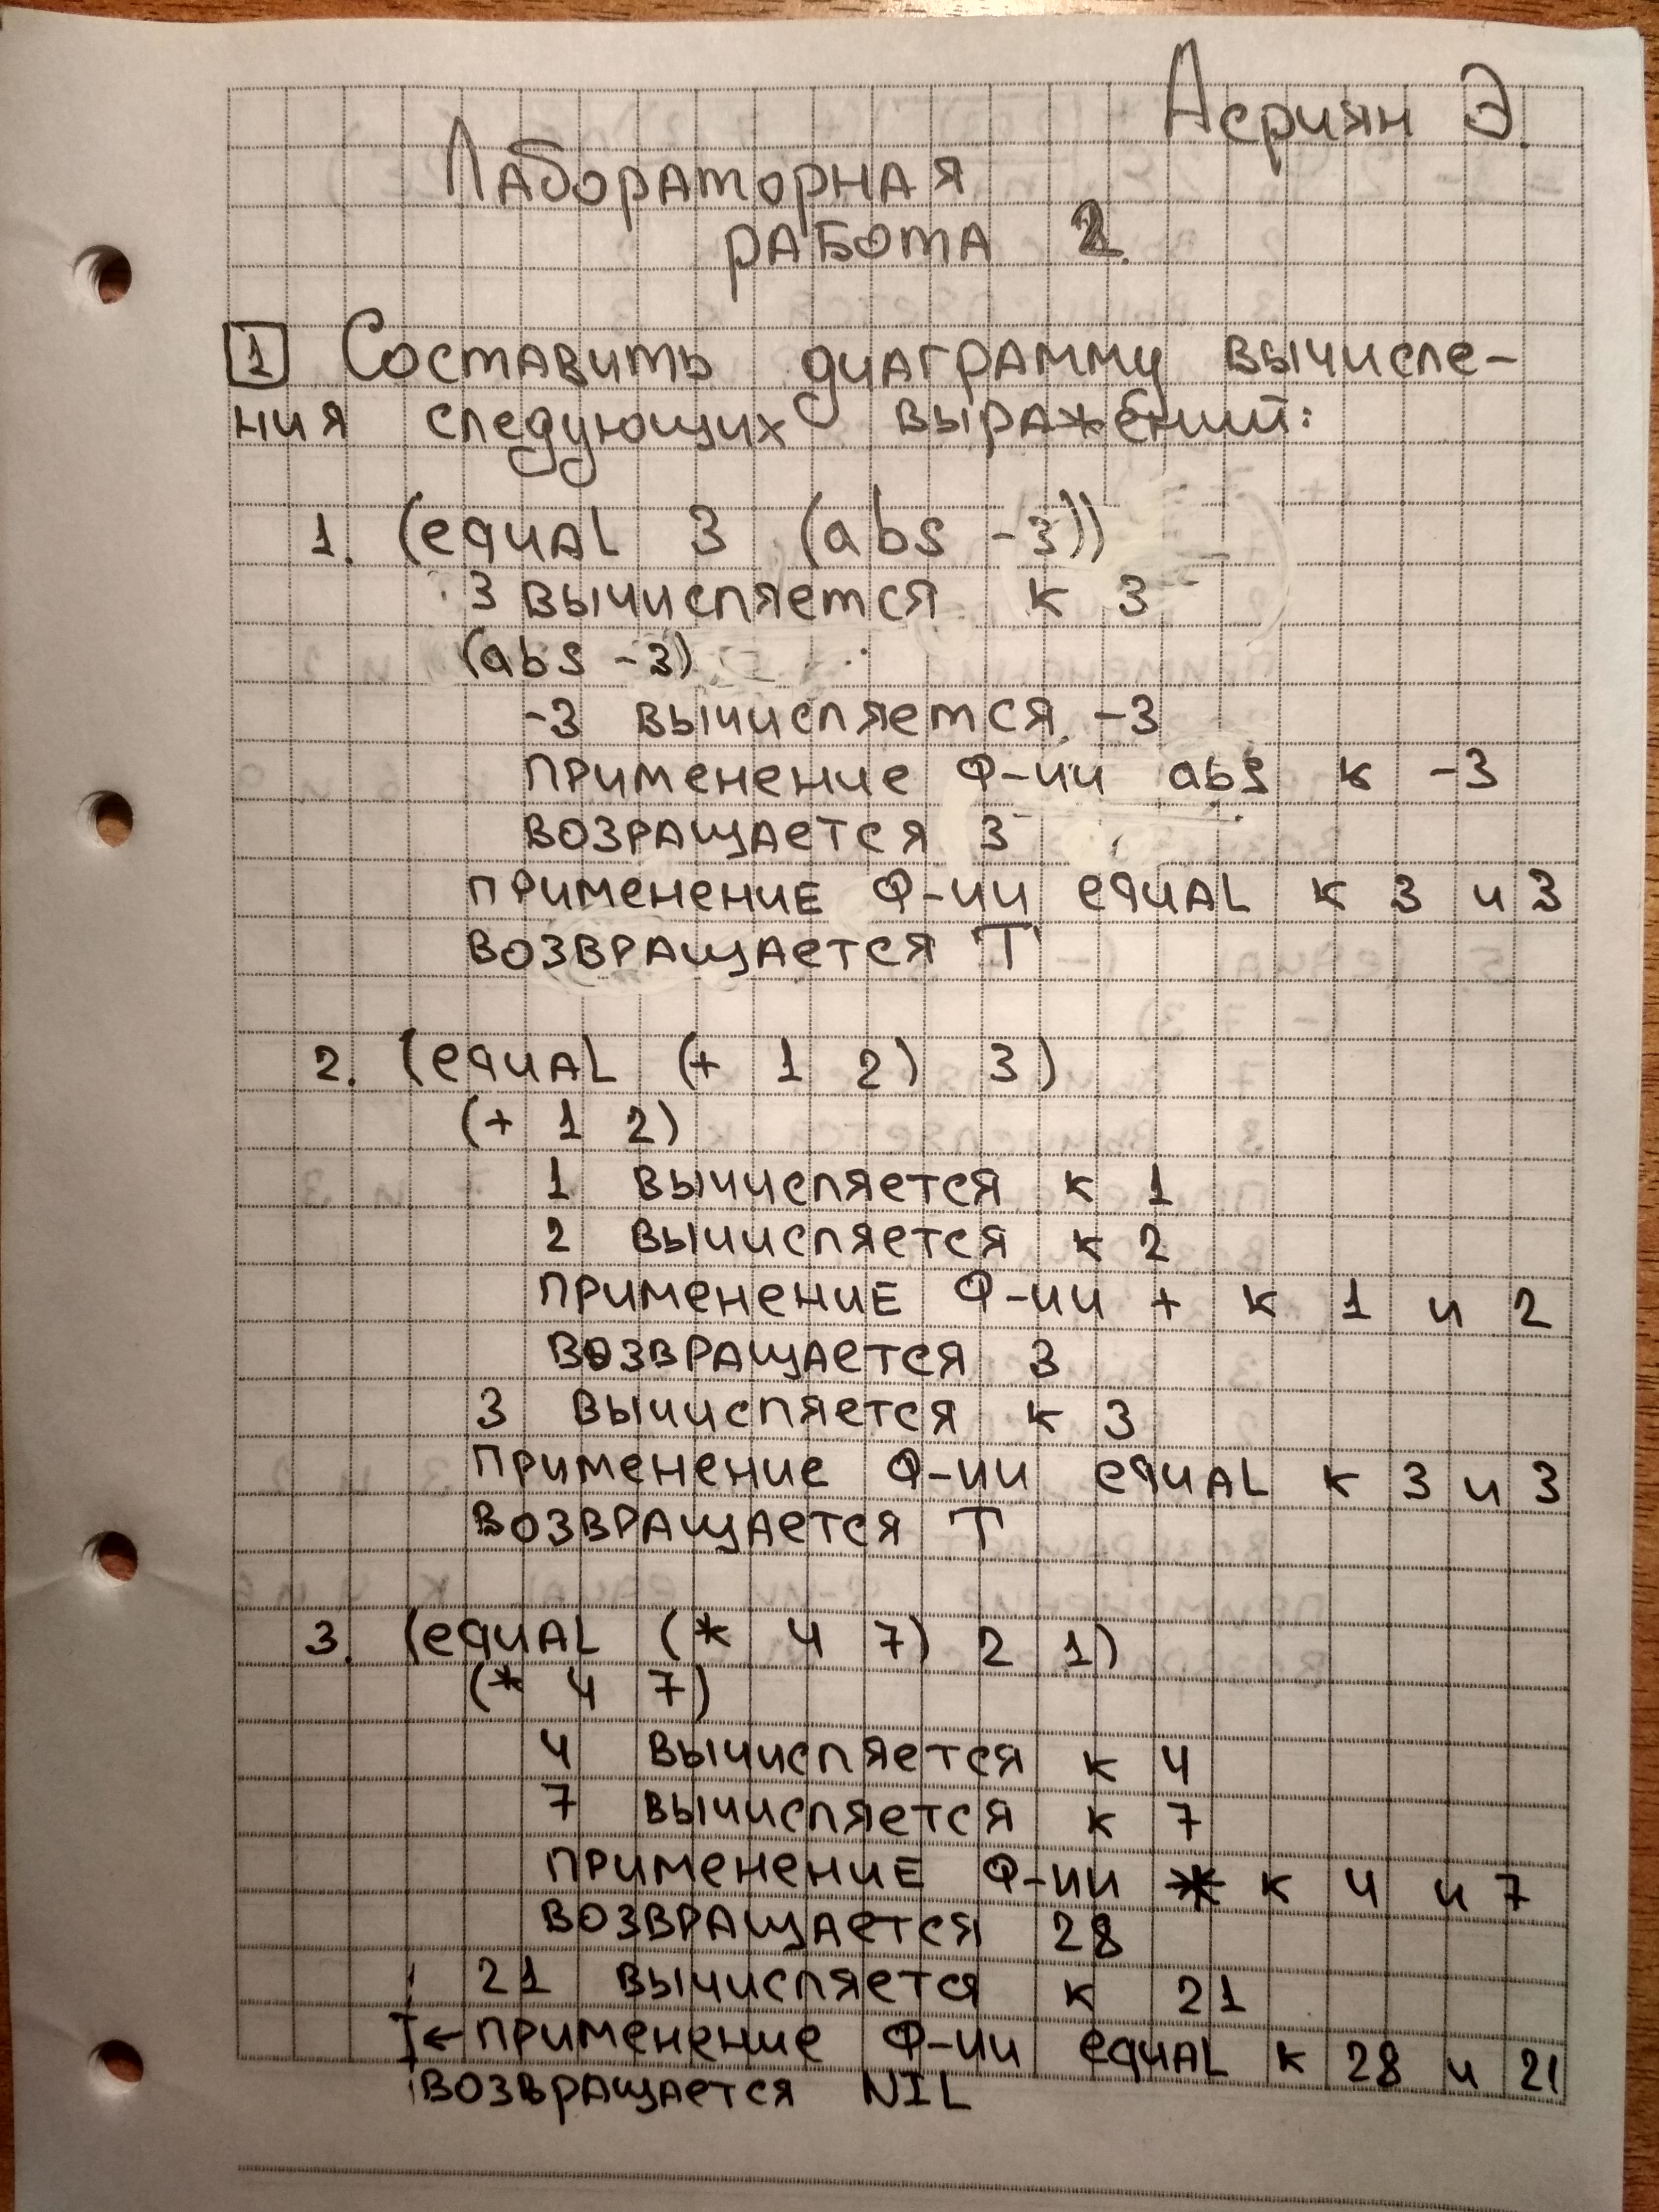 Асриян Э.
Лабораторная
работа 2.
1 Составить диаграмму вычисле-
ния следующих выражений:
1. (equal 3 (abs -3))
3 вычисляется к 3
(abs -3)
-3 вычисляется -3
применение ф-ии abs к -3
возращается 3
применение ф-ии equal к 3 и 3
возвращается T
2. (equal (+ 1 2) 3)
(+ 1 2)
1 вычисляется к 1
2 вычисляется к 2
применение ф-ии + к 1 и 2
возвращается 3
3 вычисляется к 3
применение ф-ии equal к 3 и 3
возвращается T
3. (equal (* 4 7) 2 1)
(* 4 7)
4 вычисляется к 4
7 вычисляется к 7
применение ф-ии * к 4 и 7
возвращается 28
21 вычисляется к 21
←применение ф-ии equal к 28 и 21
возвращается NIL